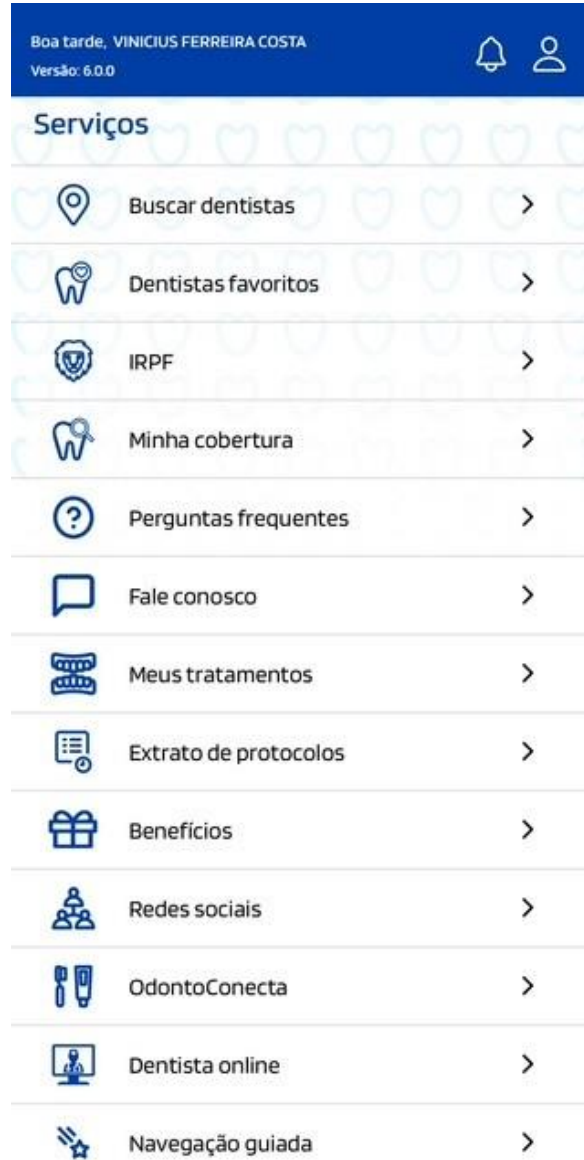 Boa tarde, VINICIUS FERREIRA COSTA
Versão: 6.0.0
Serviços
Buscar dentistas
Dentistas favoritos
IRPF
Minha cobertura
Perguntas frequentes
Fale conosco
Meus tratamentos
Extrato de protocolos
Benefícios
Redes sociais
OdontoConecta
Dentista online
Navegação guiada